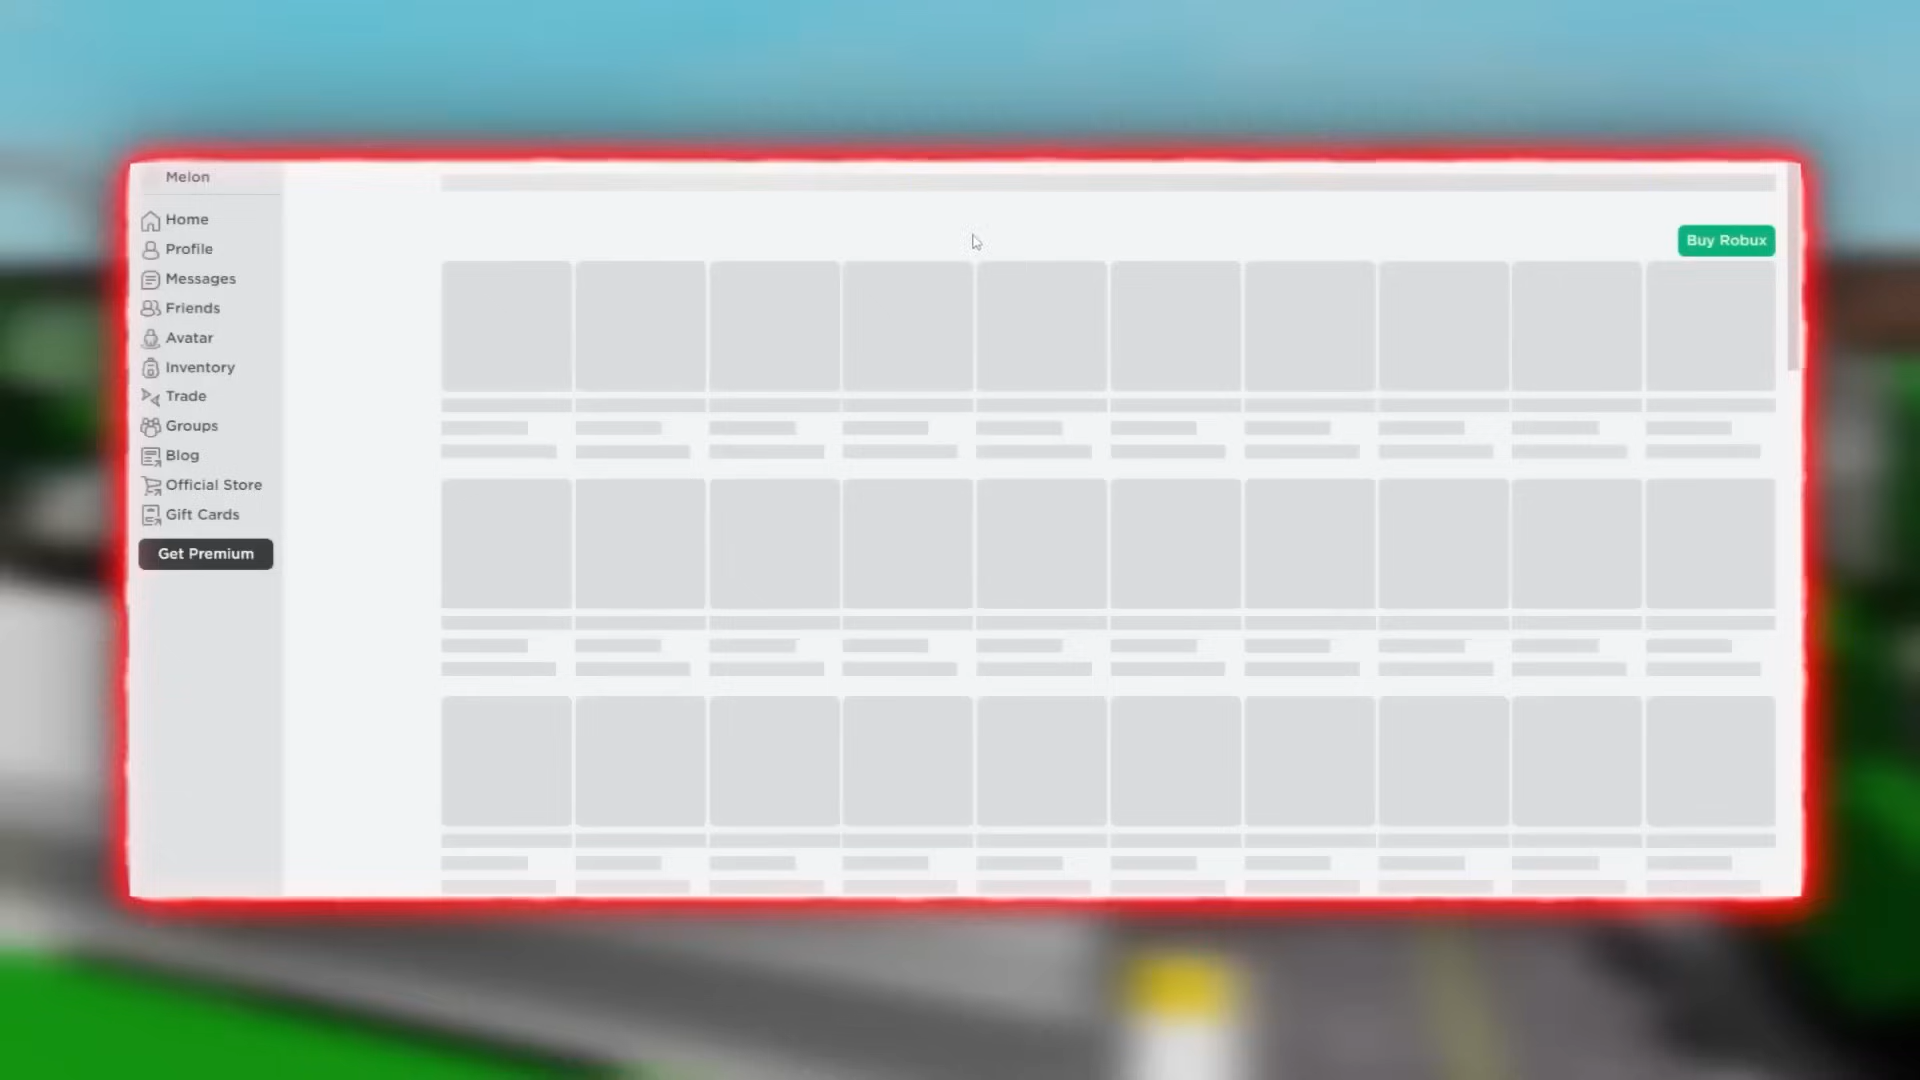 Melon
Home
Profile
Messages
Friends
Avatar
Inventory
Trade
Groups
Blog
Official Store
Gift Cards
Get Premium
Buy Robux